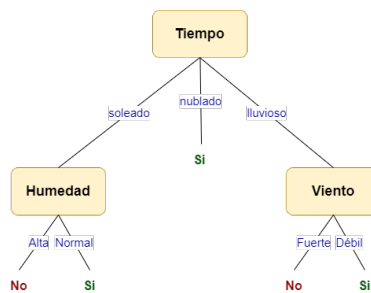 Tiempo
soleado
nublado
lluvioso
Si
Humedad
Viento
Alta
Normal
Fuerte
Débil
No
Si
No
Si